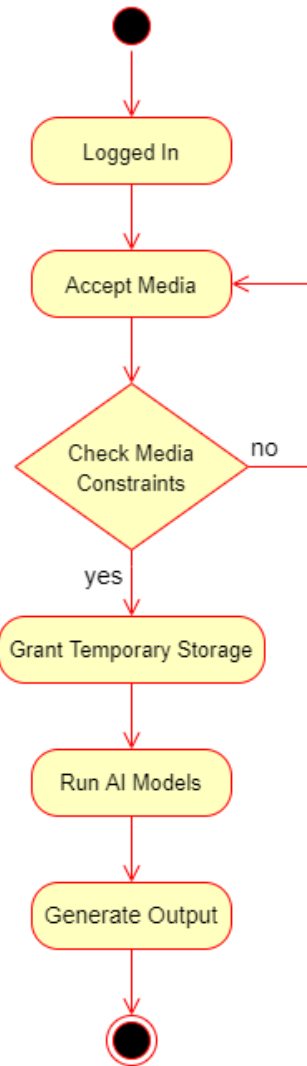 Logged In
Accept Media
Check Media
Constraints
no
yes
Grant Temporary Storage
Run AI Models
Generate Output